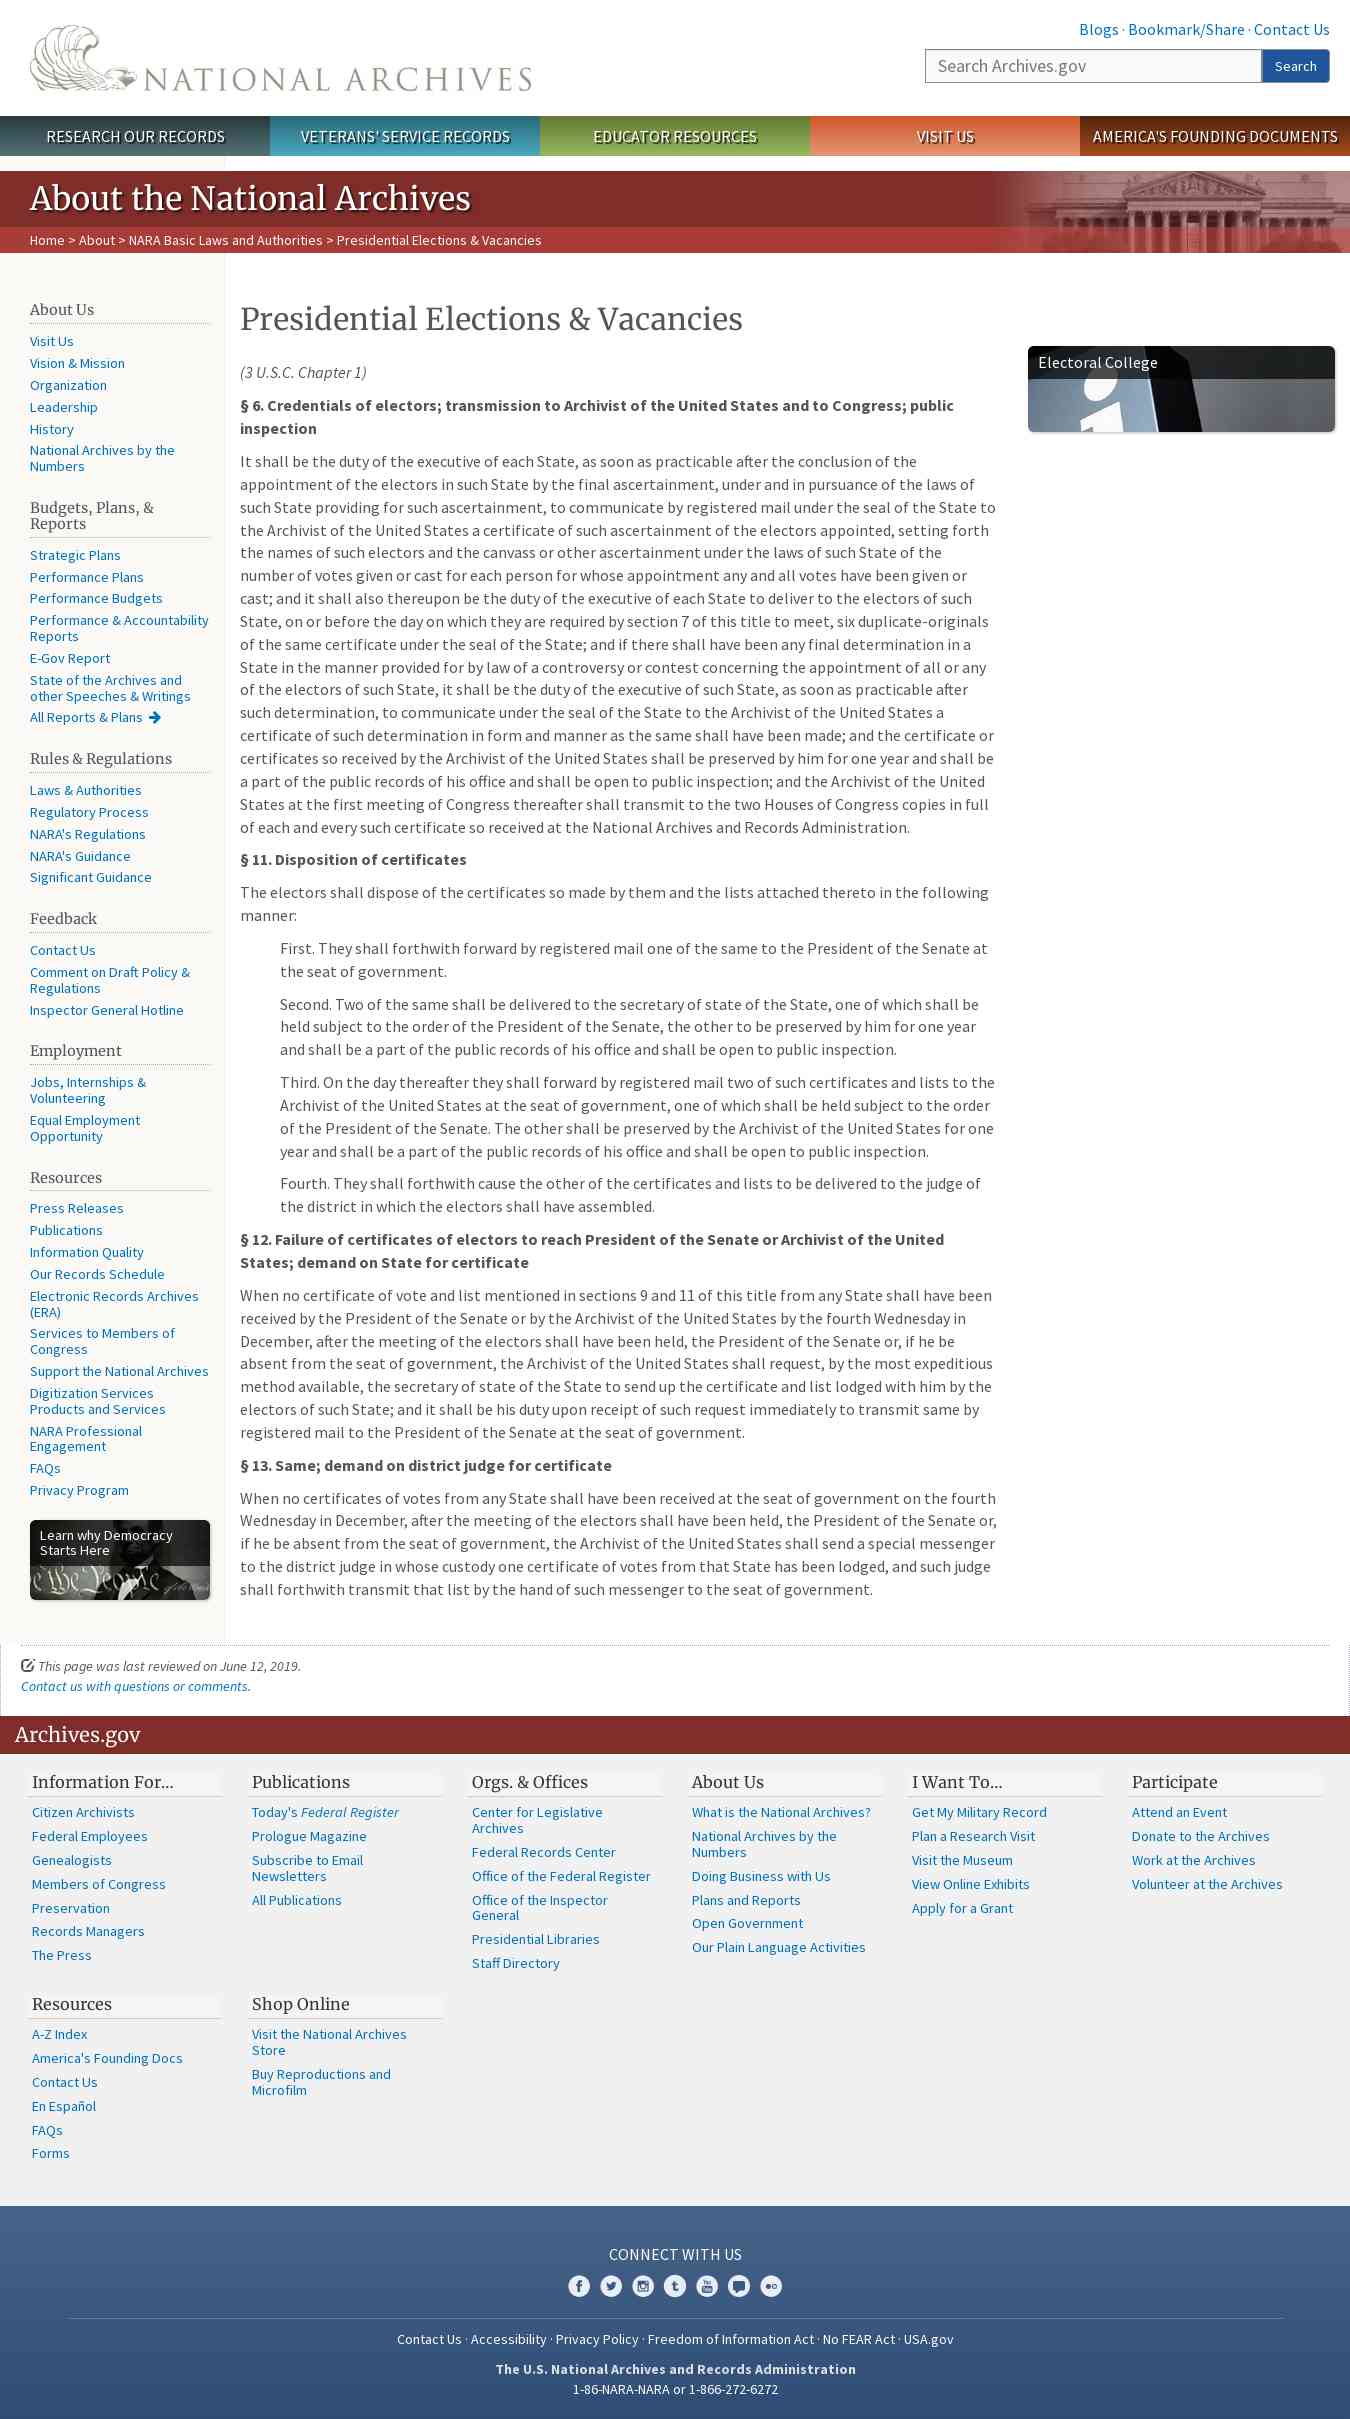 Blogs · Bookmark/Share · Contact Us
NATIONAL ARCHIVES
Search Archives.gov
Search
RESEARCH OUR RECORDS
VETERANS' SERVICE RECORDS
EDUCATOR RESOURCES
VISIT US
AMERICA'S FOUNDING DOCUMENTS
About the National Archives
Home > About > NARA Basic Laws and Authorities > Presidential Elections & Vacancies
About Us
Visit Us
Vision & Mission
Organization
Leadership
History
National Archives by the
Numbers
Budgets, Plans, &
Reports
Strategic Plans
Performance Plans
Performance Budgets
Performance & Accountability
Reports
E-Gov Report
State of the Archives and
other Speeches & Writings
All Reports & Plans
Rules & Regulations
Laws & Authorities
Regulatory Process
NARA's Regulations
NARA's Guidance
Significant Guidance
Feedback
Contact Us
Comment on Draft Policy &
Regulations
Inspector General Hotline
Employment
Jobs, Internships &
Volunteering
Equal Employment
Opportunity
Resources
Press Releases
Publications
Information Quality
Our Records Schedule
Electronic Records Archives
(ERA)
Services to Members of
Congress
Support the National Archives
Digitization Services
Products and Services
NARA Professional
Engagement
FAQs
Privacy Program
Learn why Democracy
Starts Here
Presidential Elections & Vacancies
(3 U.S.C. Chapter 1)
§ 6. Credentials of electors; transmission to Archivist of the United States and to Congress; public
inspection
It shall be the duty of the executive of each State, as soon as practicable after the conclusion of the
appointment of the electors in such State by the final ascertainment, under and in pursuance of the laws of
such State providing for such ascertainment, to communicate by registered mail under the seal of the State to
the Archivist of the United States a certificate of such ascertainment of the electors appointed, setting forth
the names of such electors and the canvass or other ascertainment under the laws of such State of the
number of votes given or cast for each person for whose appointment any and all votes have been given or
cast; and it shall also thereupon be the duty of the executive of each State to deliver to the electors of such
State, on or before the day on which they are required by section 7 of this title to meet, six duplicate-originals
of the same certificate under the seal of the State; and if there shall have been any final determination in a
State in the manner provided for by law of a controversy or contest concerning the appointment of all or any
of the electors of such State, it shall be the duty of the executive of such State, as soon as practicable after
such determination, to communicate under the seal of the State to the Archivist of the United States a
certificate of such determination in form and manner as the same shall have been made; and the certificate or
certificates so received by the Archivist of the United States shall be preserved by him for one year and shall be
a part of the public records of his office and shall be open to public inspection; and the Archivist of the United
States at the first meeting of Congress thereafter shall transmit to the two Houses of Congress copies in full
of each and every such certificate so received at the National Archives and Records Administration.
§ 11. Disposition of certificates
The electors shall dispose of the certificates so made by them and the lists attached thereto in the following
manner:
First. They shall forthwith forward by registered mail one of the same to the President of the Senate at
the seat of government.
Second. Two of the same shall be delivered to the secretary of state of the State, one of which shall be
held subject to the order of the President of the Senate, the other to be preserved by him for one year
and shall be a part of the public records of his office and shall be open to public inspection.
Third. On the day thereafter they shall forward by registered mail two of such certificates and lists to the
Archivist of the United States at the seat of government, one of which shall be held subject to the order
of the President of the Senate. The other shall be preserved by the Archivist of the United States for one
year and shall be a part of the public records of his office and shall be open to public inspection.
Fourth. They shall forthwith cause the other of the certificates and lists to be delivered to the judge of
the district in which the electors shall have assembled.
§ 12. Failure of certificates of electors to reach President of the Senate or Archivist of the United
States; demand on State for certificate
When no certificate of vote and list mentioned in sections 9 and 11 of this title from any State shall have been
received by the President of the Senate or by the Archivist of the United States by the fourth Wednesday in
December, after the meeting of the electors shall have been held, the President of the Senate or, if he be
absent from the seat of government, the Archivist of the United States shall request, by the most expeditious
method available, the secretary of state of the State to send up the certificate and list lodged with him by the
electors of such State; and it shall be his duty upon receipt of such request immediately to transmit same by
registered mail to the President of the Senate at the seat of government.
§ 13. Same; demand on district judge for certificate
When no certificates of votes from any State shall have been received at the seat of government on the fourth
Wednesday in December, after the meeting of the electors shall have been held, the President of the Senate or,
if he be absent from the seat of government, the Archivist of the United States shall send a special messenger
to the district judge in whose custody one certificate of votes from that State has been lodged, and such judge
shall forthwith transmit that list by the hand of such messenger to the seat of government.
Electoral College
This page was last reviewed on June 12, 2019.
Contact us with questions or comments.
Archives.gov
Information For…
Citizen Archivists
Federal Employees
Genealogists
Members of Congress
Preservation
Records Managers
The Press
Publications
Today's Federal Register
Prologue Magazine
Subscribe to Email
Newsletters
All Publications
Orgs. & Offices
Center for Legislative
Archives
Federal Records Center
Office of the Federal Register
Office of the Inspector
General
Presidential Libraries
Staff Directory
About Us
What is the National Archives?
National Archives by the
Numbers
Doing Business with Us
Plans and Reports
Open Government
Our Plain Language Activities
I Want To…
Get My Military Record
Plan a Research Visit
Visit the Museum
View Online Exhibits
Apply for a Grant
Participate
Attend an Event
Donate to the Archives
Work at the Archives
Volunteer at the Archives
Resources
A-Z Index
America's Founding Docs
Contact Us
En Español
FAQs
Forms
Shop Online
Visit the National Archives
Store
Buy Reproductions and
Microfilm
CONNECT WITH US
Contact Us · Accessibility · Privacy Policy · Freedom of Information Act · No FEAR Act · USA.gov
The U.S. National Archives and Records Administration
1-86-NARA-NARA or 1-866-272-6272